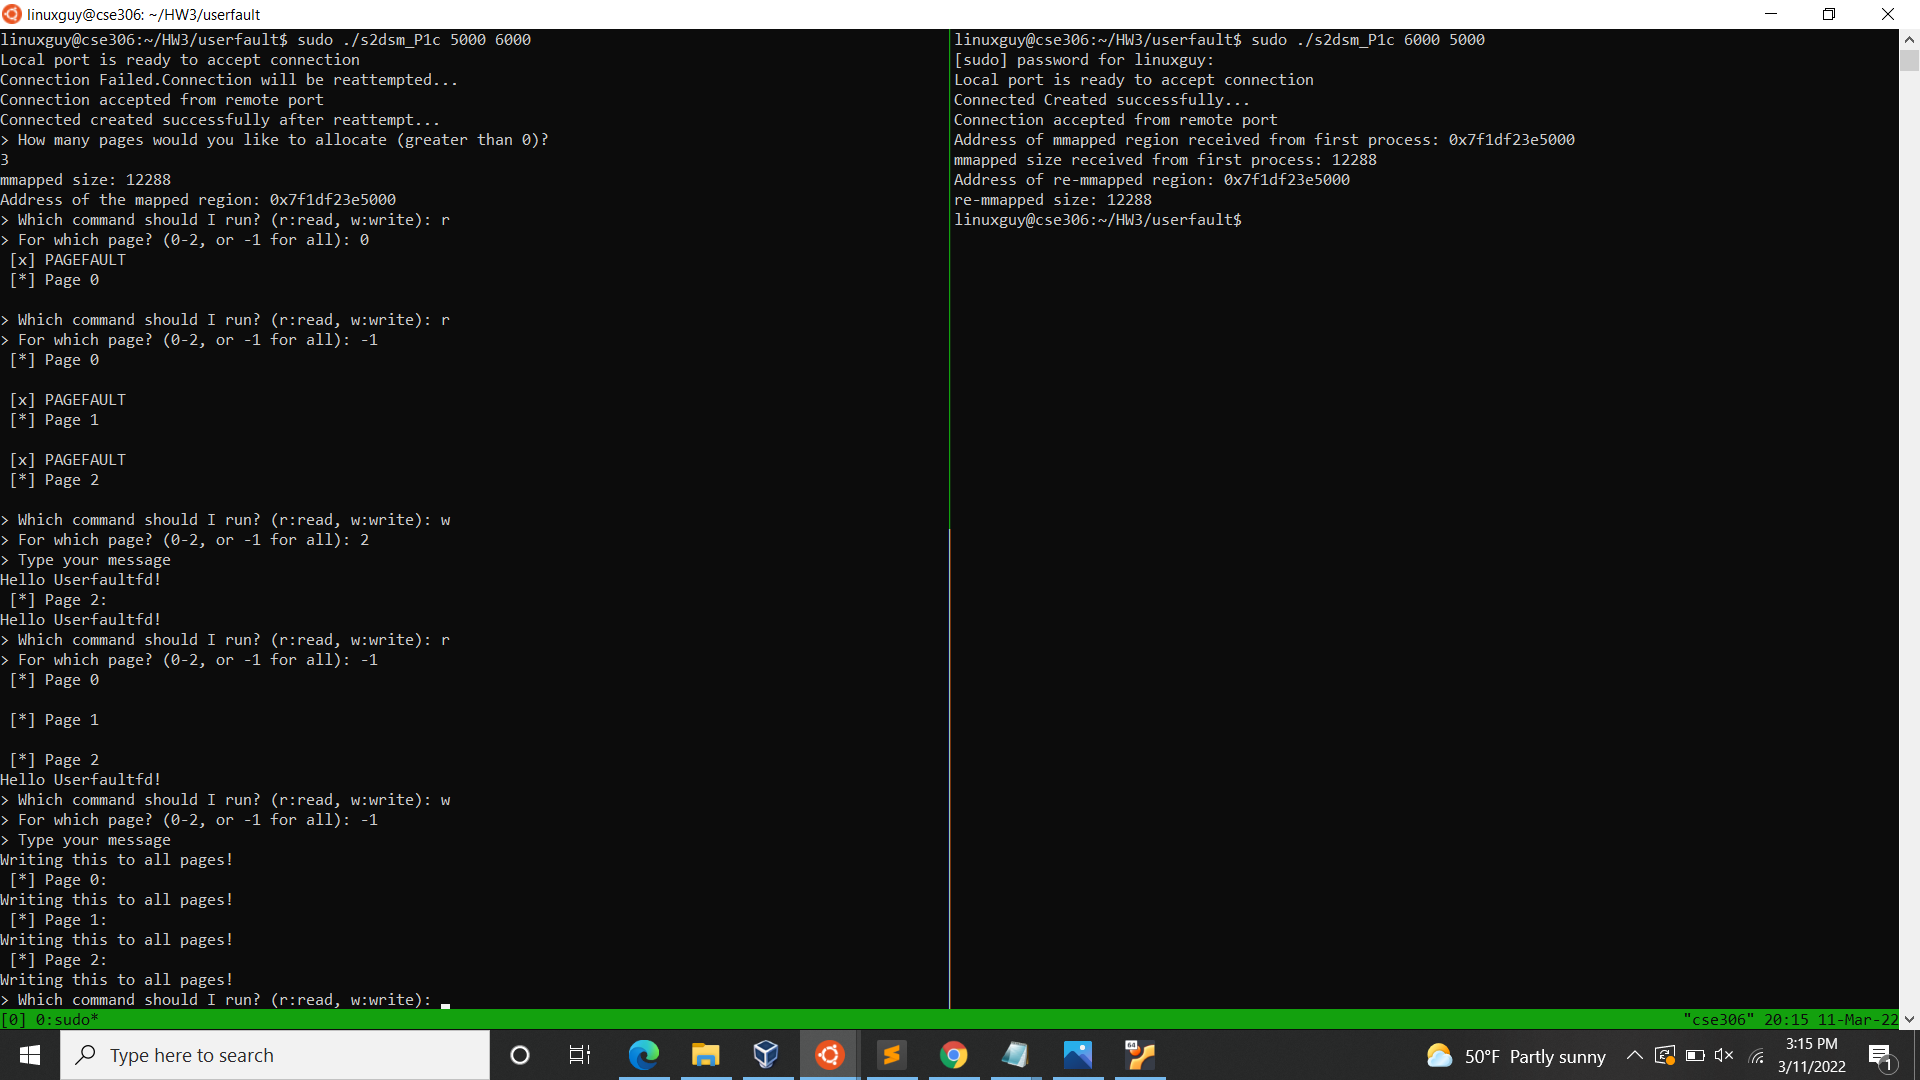 linuxguy@cse306: ~/HW3/userfault
linuxguy@cse306:~/HW3/userfault$ sudo ./s2dsm_P1c 5000 6000
Local port is ready to accept connection
Connection Failed.Connection will be reattempted...
Connection accepted from remote port
Connected created successfully after reattempt...
> How many pages would you like to allocate (greater than 0)?
3
mmapped size: 12288
Address of the mapped region: 0x7f1df23e5000
> Which command should I run? (r:read, w:write): r
> For which page? (0-2, or -1 for all): 0
[x] PAGEFAULT
[*] Page 0
> Which command should I run? (r:read, w:write): r
> For which page? (0-2, or -1 for all): -1
[*] Page 0
[x] PAGEFAULT
[*] Page 1
[x] PAGEFAULT
[*] Page 2
> Which command should I run? (r:read, w:write): w
> For which page? (0-2, or -1 for all): 2
> Type your message
Hello Userfaultfd!
[*] Page 2:
Hello Userfaultfd!
> Which command should I run? (r:read, w:write): r
> For which page? (0-2, or -1 for all): -1
[*] Page 0
[*] Page 1
[*] Page 2
Hello Userfaultfd!
> Which command should I run? (r:read, w:write): w
> For which page? (0-2, or -1 for all): -1
> Type your message
Writing this to all pages!
[*] Page 0:
Writing this to all pages!
[*] Page 1:
Writing this to all pages!
[*] Page 2:
Writing this to all pages!
> Which command should I run? (r:read, w:write):
linuxguy@cse306:~/HW3/userfault$ sudo ./s2dsm_P1c 6000 5000
[sudo] password for linuxguy:
Local port is ready to accept connection
Connected Created successfully...
Connection accepted from remote port
Address of mmapped region received from first process: 0x7f1df23e5000
mmapped size received from first process: 12288
Address of re-mmapped region: 0x7f1df23e5000
re-mmapped size: 12288
linuxguy@cse306:~/HW3/userfault$
[0] 0:sudo*
"cse306" 20:15 11-Mar-22
Type here to search
64
50°F Partly sunny
3:15 PM
3/11/2022
1